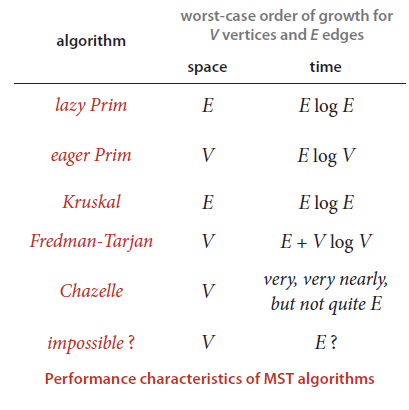 worst-case order of growth for
V vertices and E edges
algorithm
space time
lazy Prim E E log E
eager Prim V E log V
Kruskal E E log E
Fredman-Tarjan V E + V log V
Chazelle V very, very nearly,
but not quite E
impossible ? V E ?
Performance characteristics of MST algorithms